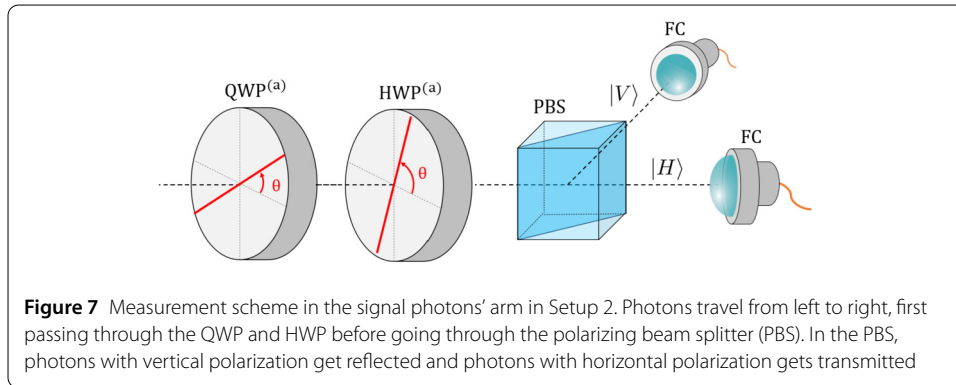 FC
QWP(a)
HWP(a)
|V⟩
PBS
FC
|H⟩
θ
θ
Figure 7 Measurement scheme in the signal photons' arm in Setup 2. Photons travel from left to right, first
passing through the QWP and HWP before going through the polarizing beam splitter (PBS). In the PBS,
photons with vertical polarization get reflected and photons with horizontal polarization gets transmitted